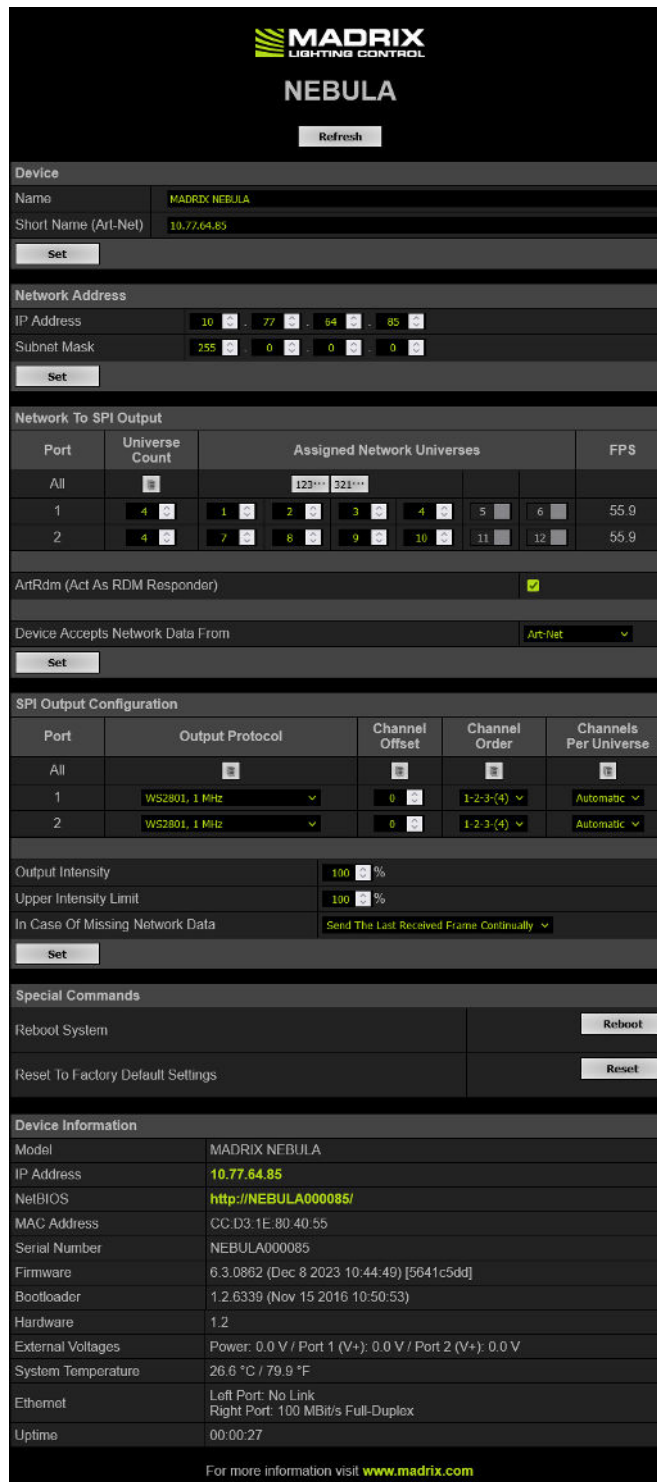 MADRIX
LIGHTING CONTROL
NEBULA
Refresh
Device
Name MADRIX NEBULA
Short Name (Art-Net) 10.77.64.85
Set
Network Address
IP Address 10 . 77 . 64 . 85
Subnet Mask 255 . 0 . 0 . 0
Set
Network To SPI Output
Port Universe Count Assigned Network Universes FPS
All 123... 321...
1 4 1 2 3 4 5 6 55.9
2 4 7 8 9 10 11 12 55.9
ArtRdm (Act As RDM Responder)
Device Accepts Network Data From Art-Net
Set
SPI Output Configuration
Port Output Protocol Channel Offset Channel Order Channels Per Universe
All
1 WS2801, 1 MHz 0 1-2-3-(4) Automatic
2 WS2801, 1 MHz 0 1-2-3-(4) Automatic
Output Intensity 100 %
Upper Intensity Limit 100 %
In Case Of Missing Network Data Send The Last Received Frame Continually
Set
Special Commands
Reboot System Reboot
Reset To Factory Default Settings Reset
Device Information
Model MADRIX NEBULA
IP Address 10.77.64.85
NetBIOS http://NEBULA000085/
MAC Address CC:D3:1E:80:40:55
Serial Number NEBULA000085
Firmware 6.3.0862 (Dec 8 2023 10:44:49) [5641c5dd]
Bootloader 1.2.6339 (Nov 15 2016 10:50:53)
Hardware 1.2
External Voltages Power: 0.0 V / Port 1 (V+): 0.0 V / Port 2 (V+): 0.0 V
System Temperature 26.6 °C / 79.9 °F
Ethernet Left Port: No Link
Right Port: 100 MBit/s Full-Duplex
Uptime 00:00:27
For more information visit www.madrix.com